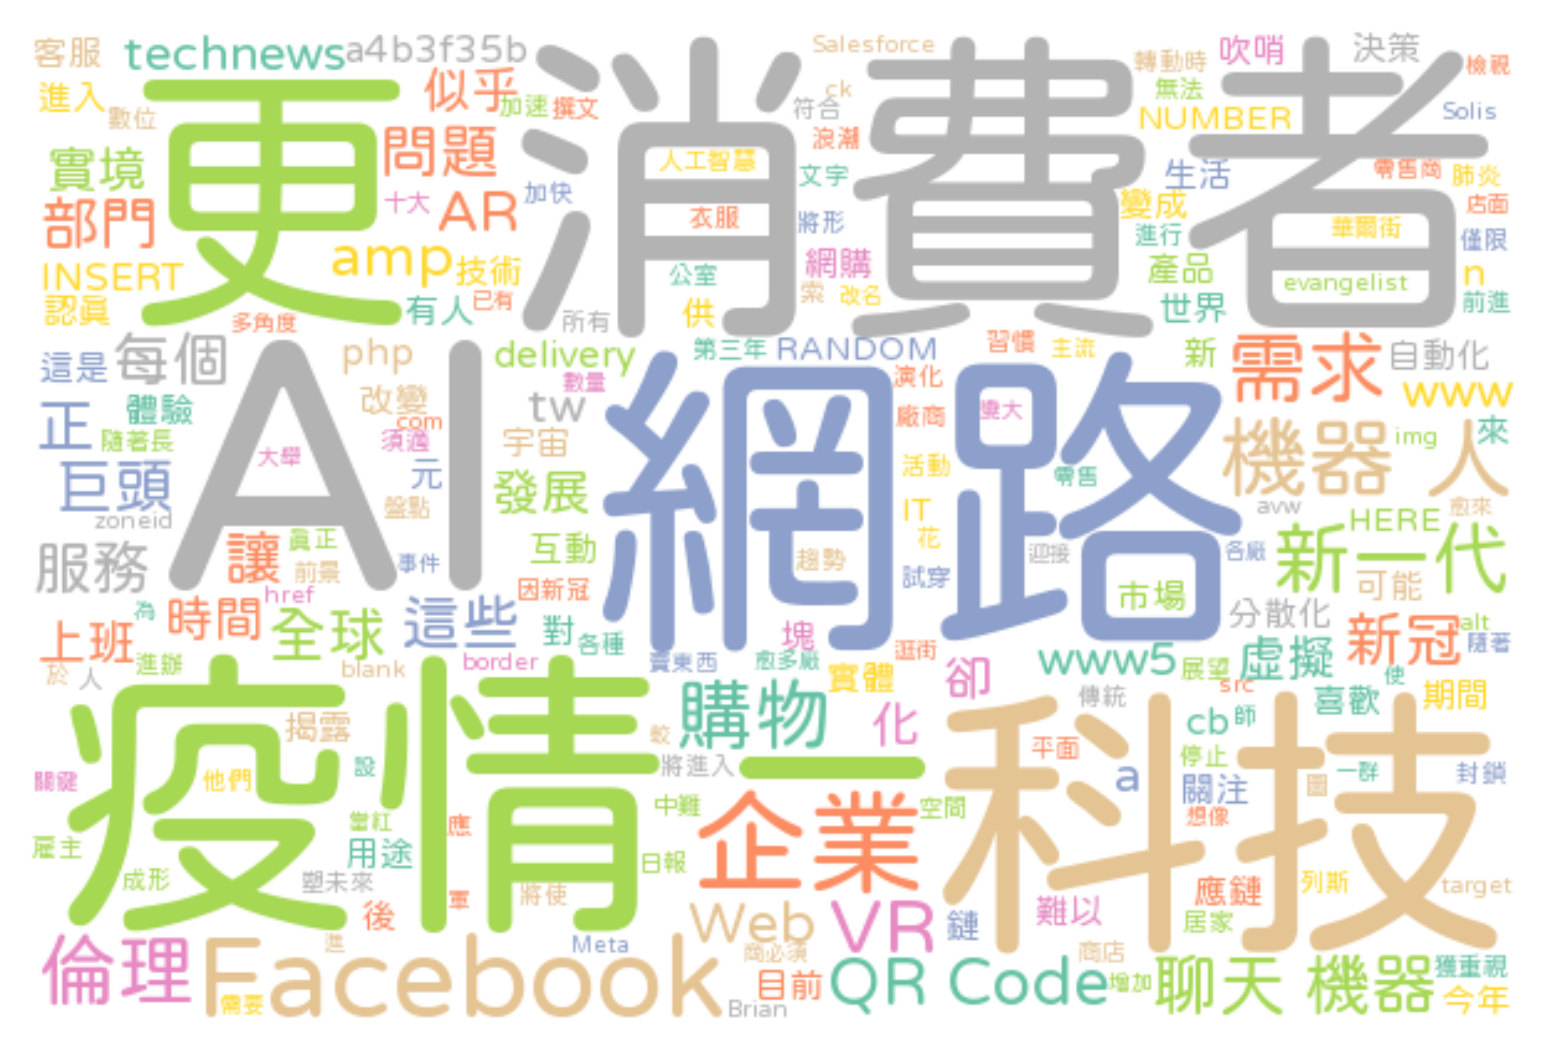 客服
technews
a4b3f35b
Salesforce
轉動時
吹哨
決策
檢視
進入
數位
似乎
加速
撰文
ck
符合
無法
NUMBER
Solis
更
消費者
實境
問題
人工智慧
浪潮
文字
生活
零售商
肺炎
部門
十大
AR
加快
衣服
將形
變成
進行
華爾街
店面
僅限
INSERT
amp
技術
公室
網購
產品
evangelist
n
認真
多角度
有人
已有
所有
供
索
改名
世界
前進
這是
每個
php
delivery
數量
第三年
RANDOM
習慣
主流
新
需求
自動化
正
體驗
改變
com
tw
演化
廠商
變大
www
隨著長
大舉
須適
宇宙
AI
網路
活動
零售
機器 人
img
來
巨頭
元
盤點
發展
IT
avw
HERE
愈來
zoneid
服務
讓
真正
前景
事件
互動
趨勢
花
迎接
各廠
新一代
href
因新冠
試穿
市場
可能
為
時間
全球
這些
對
各種
塊
逛街
分散化
新冠
alt
隨著
上班
進辦
blank
border
賣東西
愈多廠
實體
卻
www5
展望
虛擬
src
使
於
人
疫情
一
揭露
購物
化
較
傳統
喜歡
期間
cb
師
關鍵
他們
設
將進入
平面
科技
停止
一群
封鎖
a
關注
圖
當紅
應
中難
企業
空間
想像
雇主
成形
用途
塑未來
日報
應鏈
列斯
target
後
軍
將使
Web
VR
鏈
難以
居家
倫理
Facebook
進
Meta
商必須
商店
需要
Brian
目前
QR Code
增加
聊天 機器
獲重視
今年